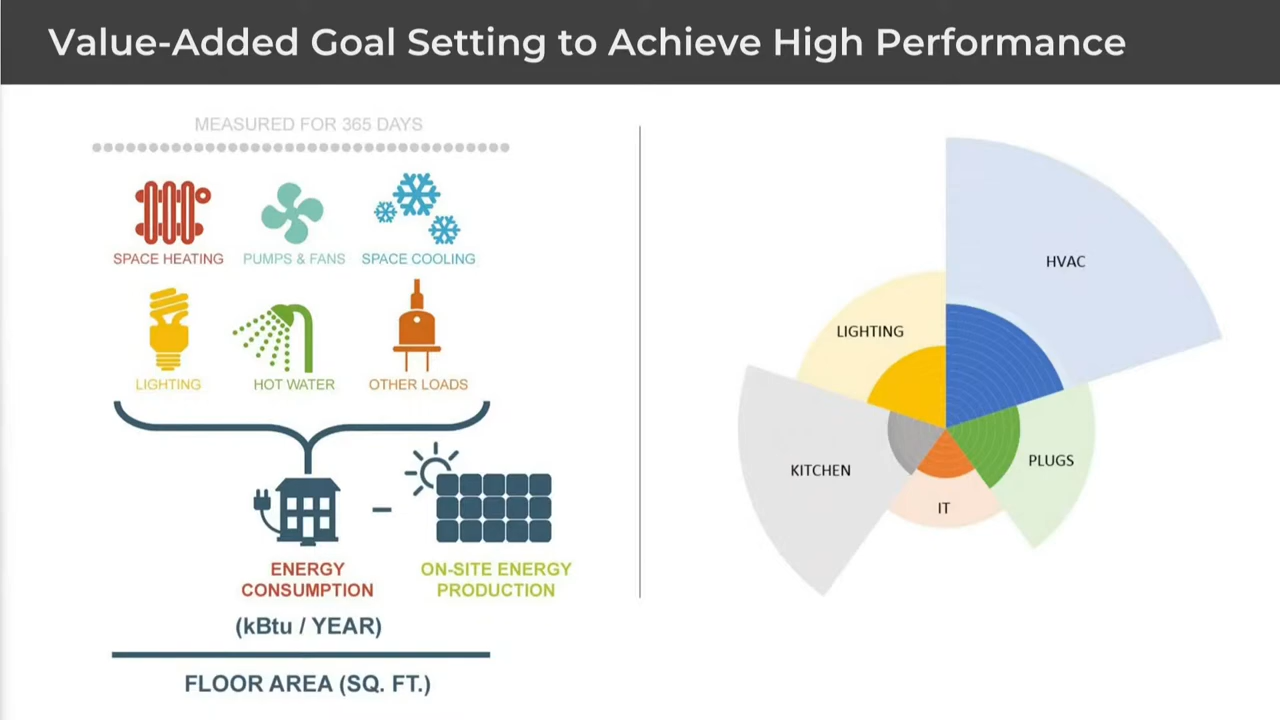 Value-Added Goal Setting to Achieve High Performance
MEASURED FOR 365 DAYS
SPACE HEATING
PUMPS & FANS
SPACE COOLING
LIGHTING
HOT WATER
OTHER LOADS
ENERGY
CONSUMPTION
–
ON-SITE ENERGY
PRODUCTION
(kBtu / YEAR)
FLOOR AREA (SQ. FT.)
HVAC
LIGHTING
PLUGS
KITCHEN
IT